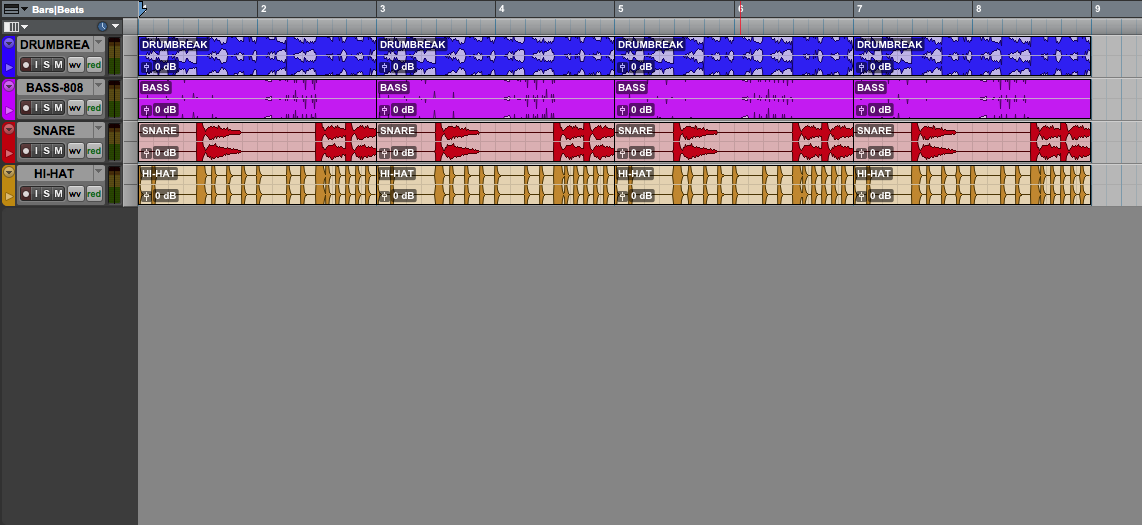 Bars|Beats 2 3 4 5 6 7 8 9
DRUMBREA DRUMBREAK DRUMBREAK DRUMBREAK DRUMBREAK
I S M wv red 0 dB 0 dB 0 dB 0 dB
BASS-808 BASS BASS BASS BASS
I S M wv red 0 dB 0 dB 0 dB 0 dB
SNARE SNARE SNARE SNARE SNARE
I S M wv red 0 dB 0 dB 0 dB 0 dB
HI-HAT HI-HAT HI-HAT HI-HAT HI-HAT
I S M wv red 0 dB 0 dB 0 dB 0 dB